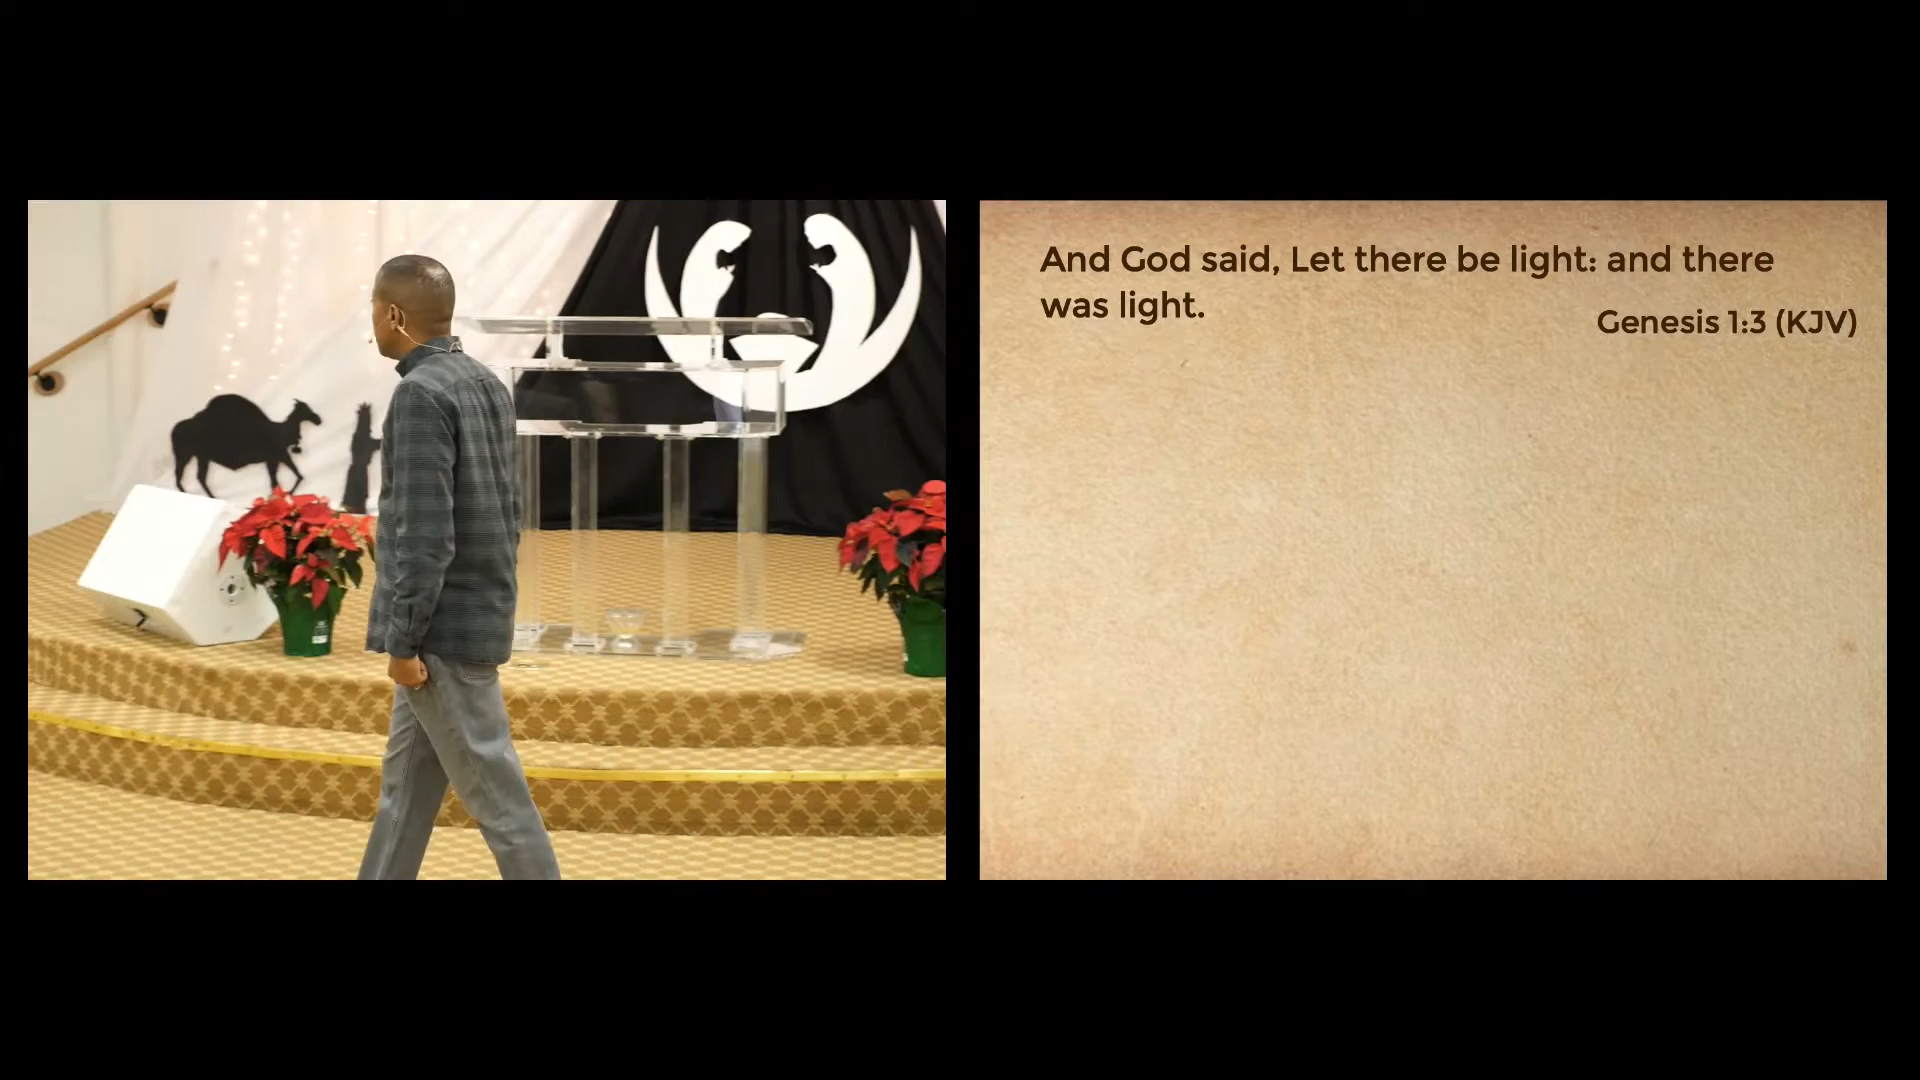 And God said, Let there be light: and there
was light.
Genesis 1:3 (KJV)